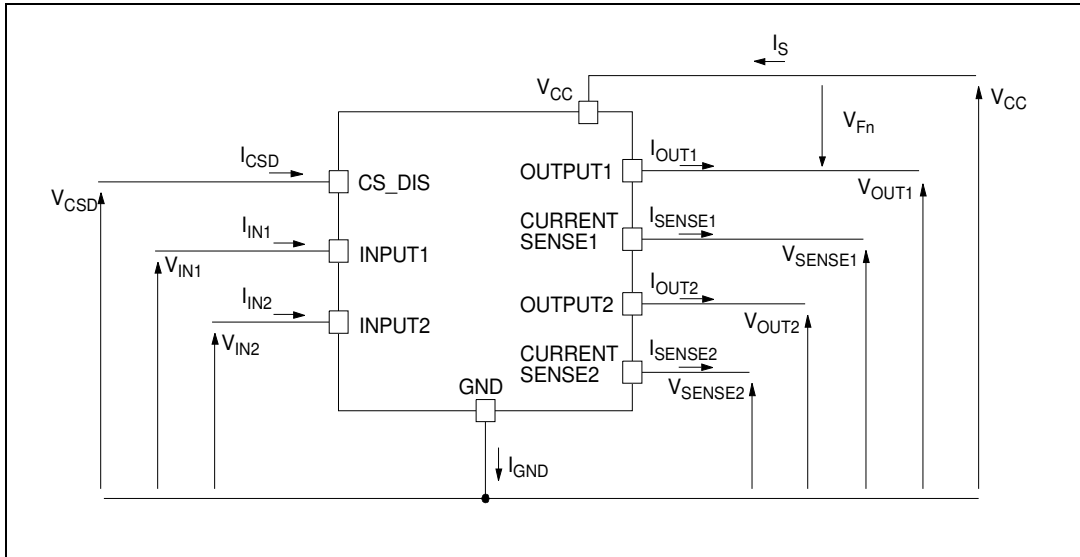 I_S
V_CC
V_CC
V_Fn
I_CSD
CS_DIS
OUTPUT1
I_OUT1
V_CSD
V_OUT1
I_IN1
INPUT1
CURRENT
SENSE1
I_SENSE1
V_IN1
V_SENSE1
I_IN2
INPUT2
OUTPUT2
I_OUT2
V_IN2
V_OUT2
CURRENT
SENSE2
I_SENSE2
V_SENSE2
GND
I_GND